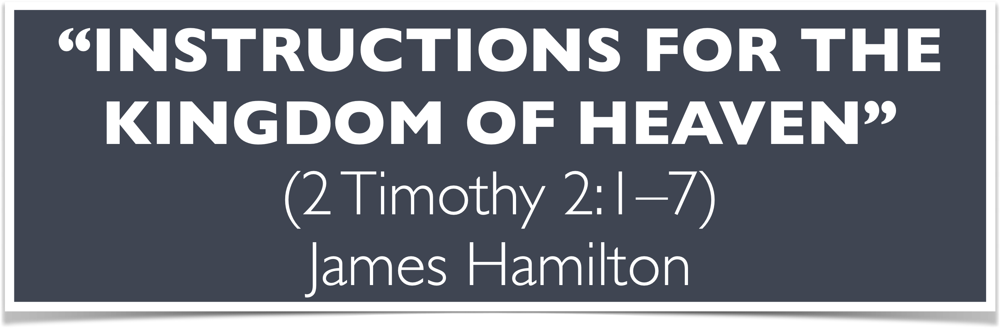 “INSTRUCTIONS FOR THE
KINGDOM OF HEAVEN”
(2 Timothy 2:1–7)
James Hamilton